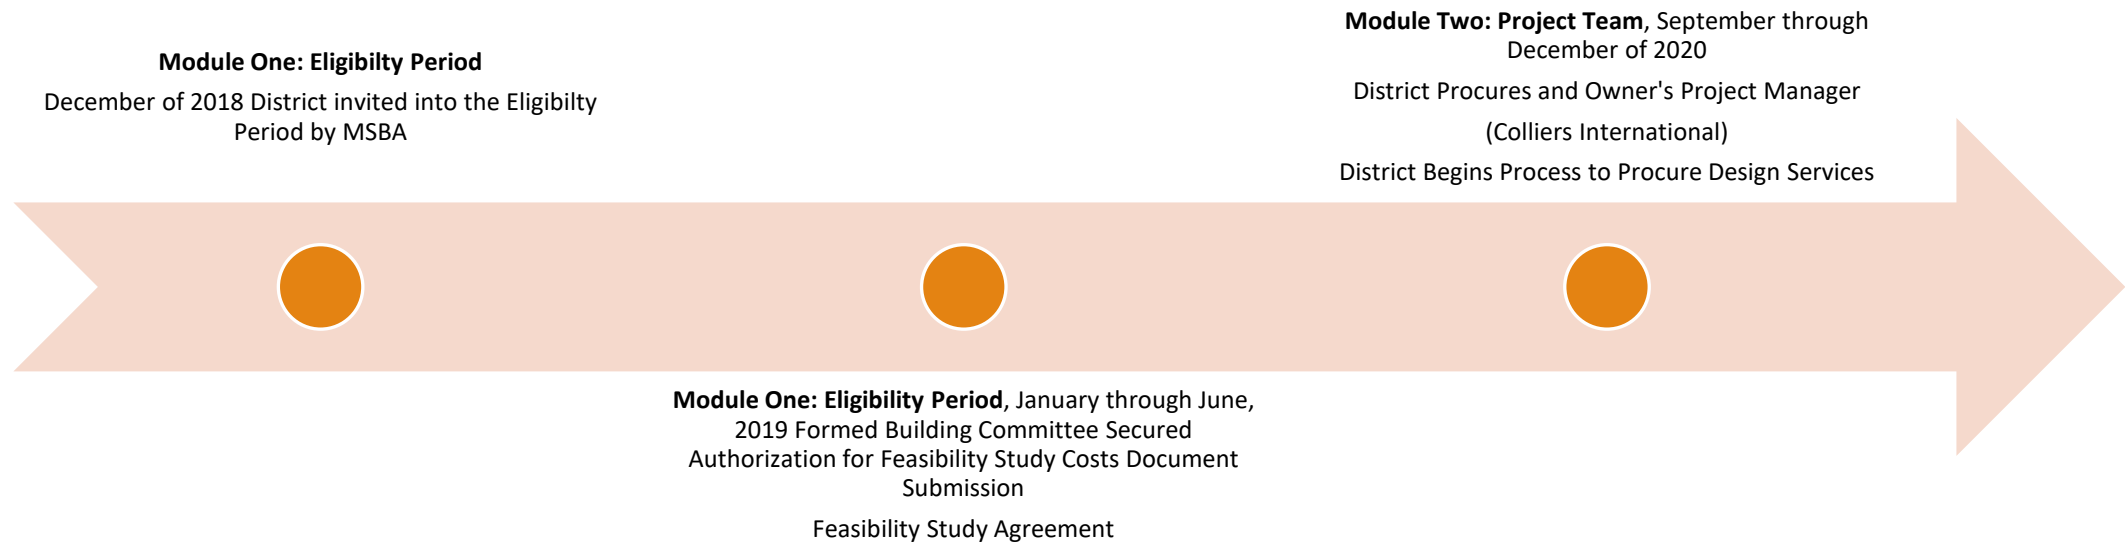 Module One: Eligibilty Period
December of 2018 District invited into the Eligibilty
Period by MSBA
Module One: Eligibility Period, January through June,
2019 Formed Building Committee Secured
Authorization for Feasibility Study Costs Document
Submission
Feasibility Study Agreement
Module Two: Project Team, September through
December of 2020
District Procures and Owner's Project Manager
(Colliers International)
District Begins Process to Procure Design Services